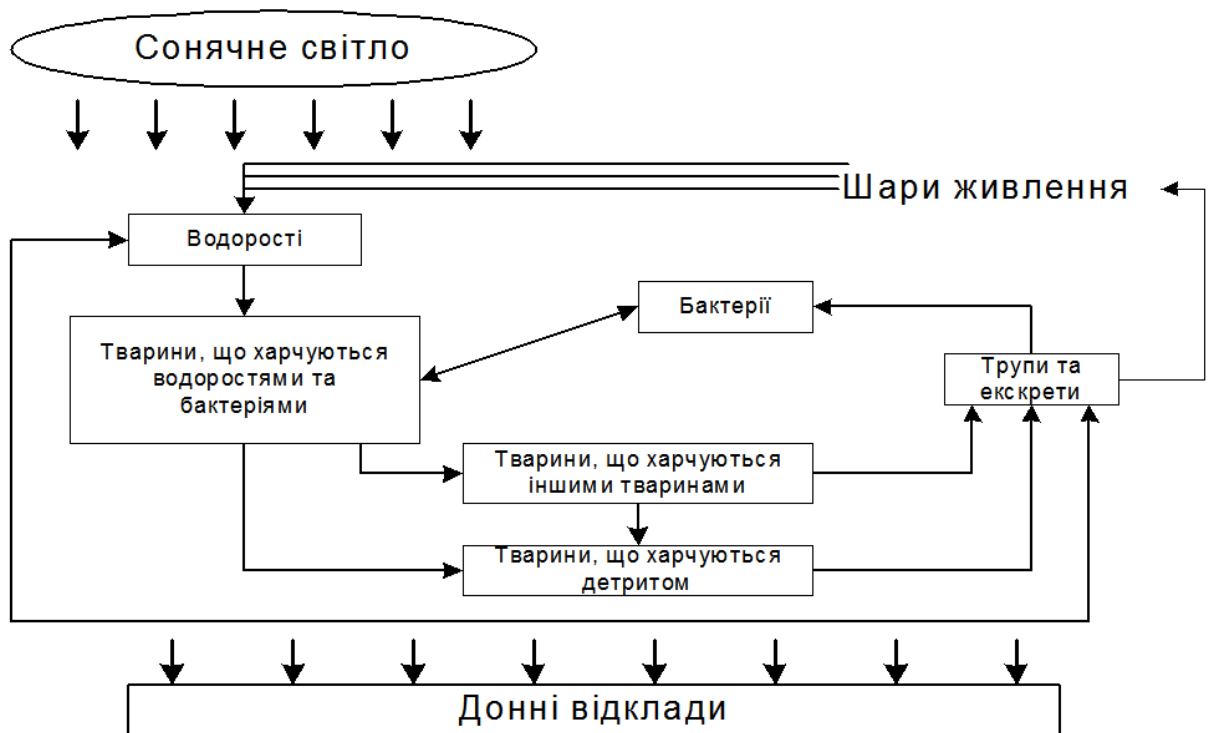 Сонячне світло
Шари живлення
Водорості
Бактерії
Тварини, що харчуються
водоростями та
бактеріями
Трупи та
екскрети
Тварини, що харчуються
іншими тваринами
Тварини, що харчуються
детритом
Донні відклади